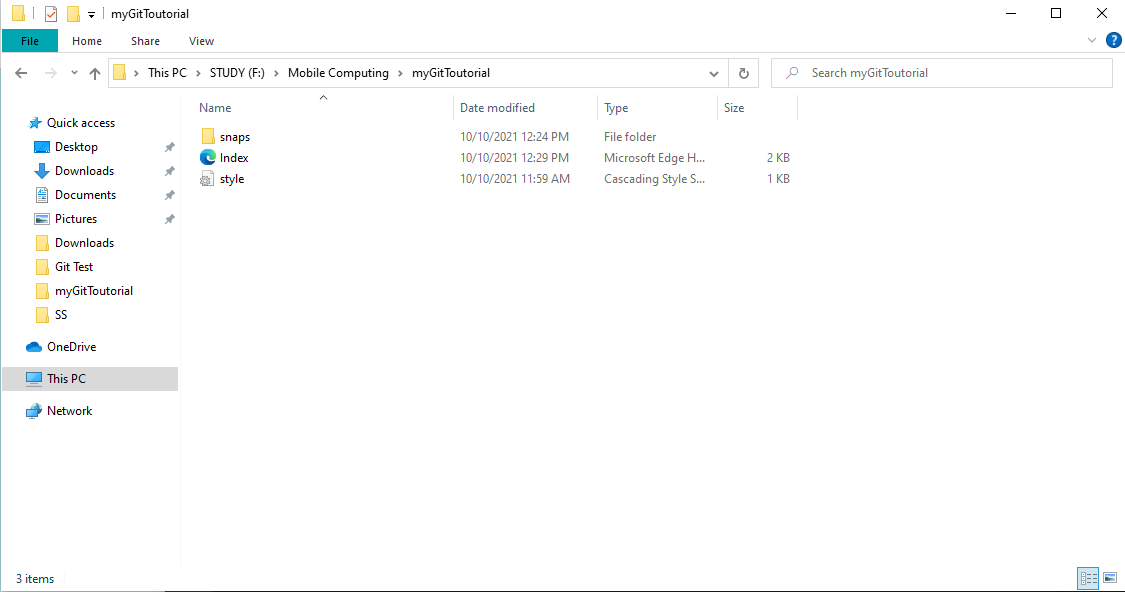 myGitToutorial
File Home Share View
This PC STUDY (F:) Mobile Computing myGitToutorial Search myGitToutorial
Name Date modified Type Size
Quick access
Desktop
Downloads
Documents
Pictures
Downloads
Git Test
myGitToutorial
SS
OneDrive
This PC
Network
snaps 10/10/2021 12:24 PM File folder
Index 10/10/2021 12:29 PM Microsoft Edge H... 2 KB
style 10/10/2021 11:59 AM Cascading Style S... 1 KB
3 items